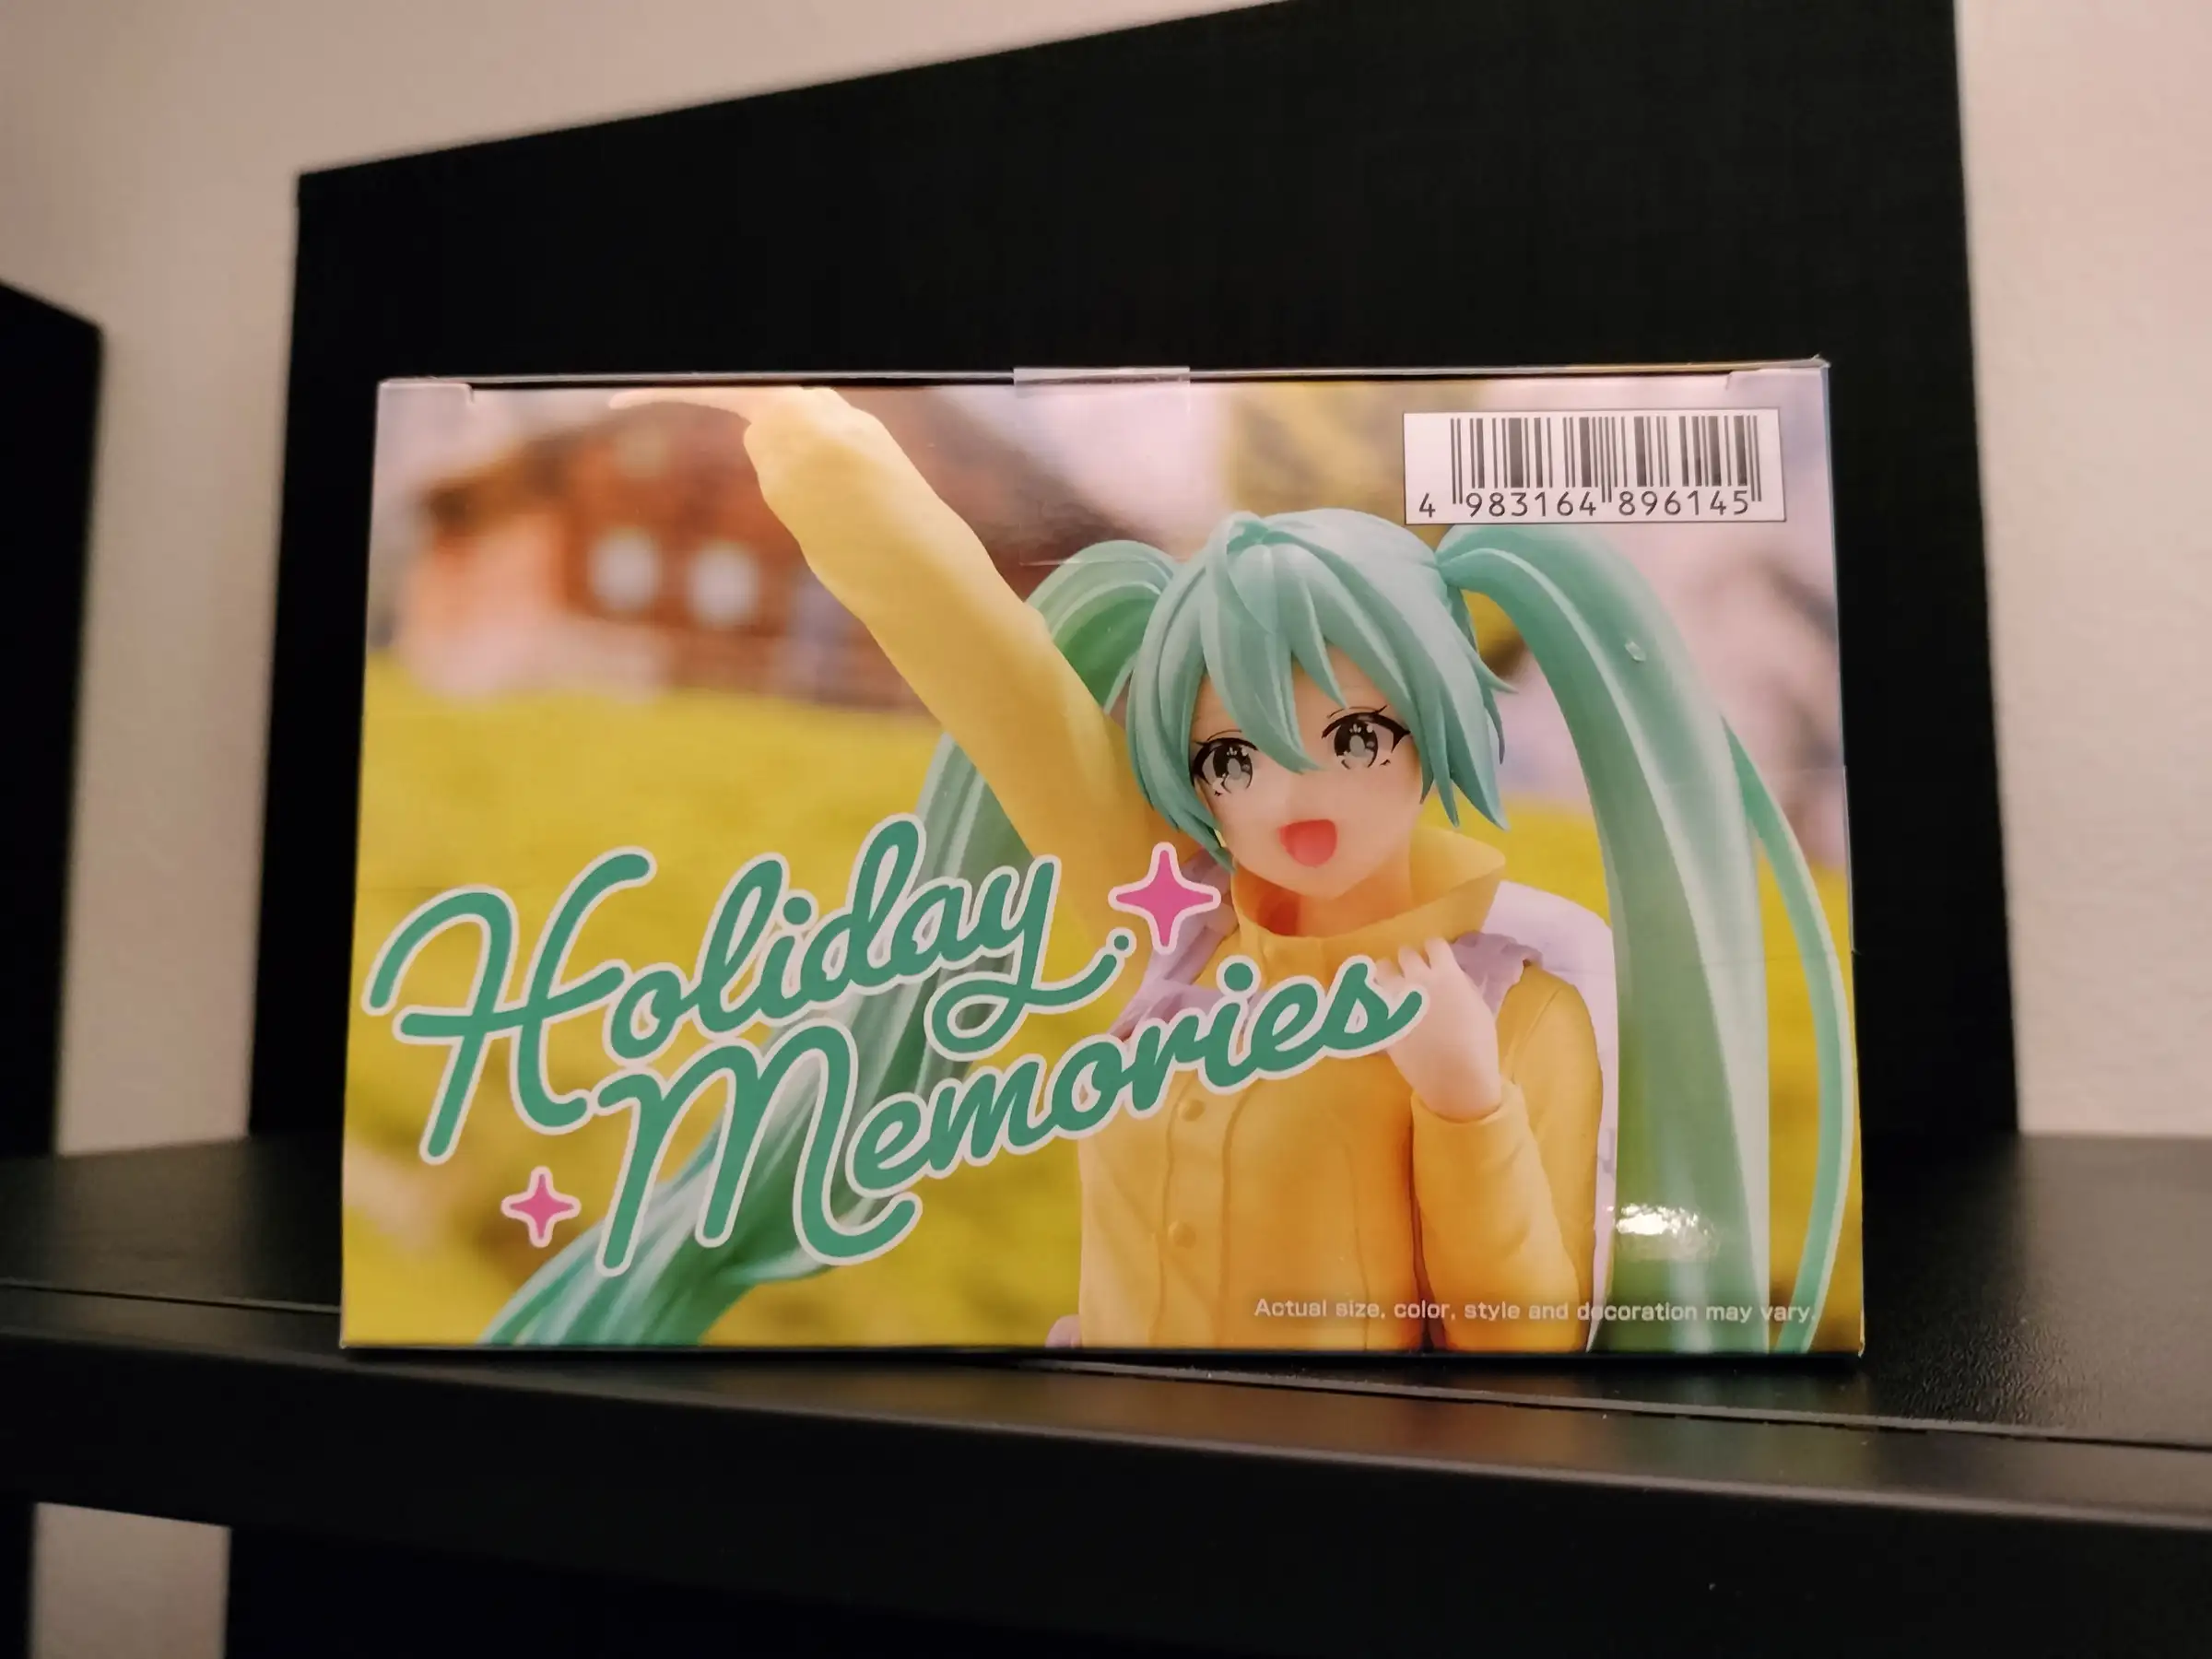 4 983164 896145
Holiday
Memories
Actual size, color, style and decoration may vary.